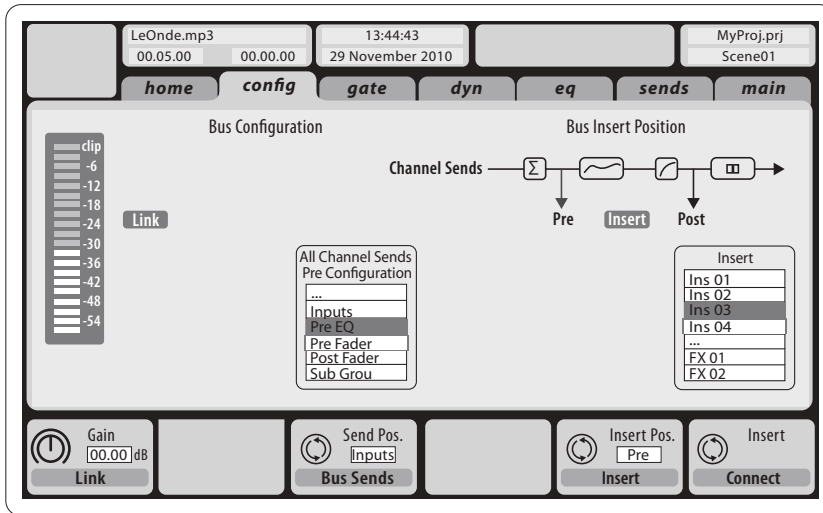 LeOnde.mp3
00.05.00 00.00.00
13:44:43
29 November 2010
MyProj.prj
Scene01
home config gate dyn eq sends main
Bus Configuration
Bus Insert Position
clip
-6
-12
-18
-24
-30
-36
-42
-48
-54
Link
Channel Sends
Σ
Pre Insert Post
All Channel Sends
Pre Configuration
...
Inputs
Pre EQ
Pre Fader
Post Fader
Sub Grou
Insert
Ins 01
Ins 02
Ins 03
Ins 04
...
FX 01
FX 02
Gain
00.00 dB
Link
Send Pos.
Inputs
Bus Sends
Insert Pos.
Pre
Insert
Insert
Connect